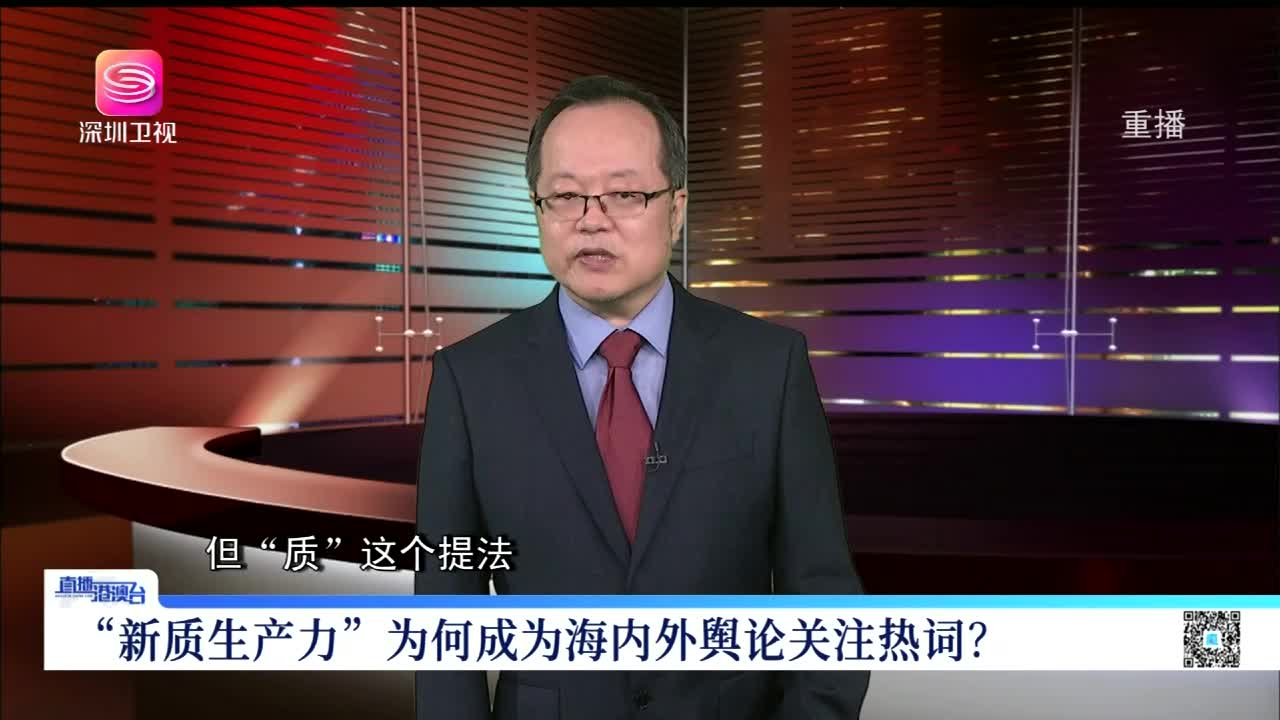 深圳卫视
重播
但“质”这个提法
直播港澳台
“新质生产力”为何成为海内外舆论关注热词？